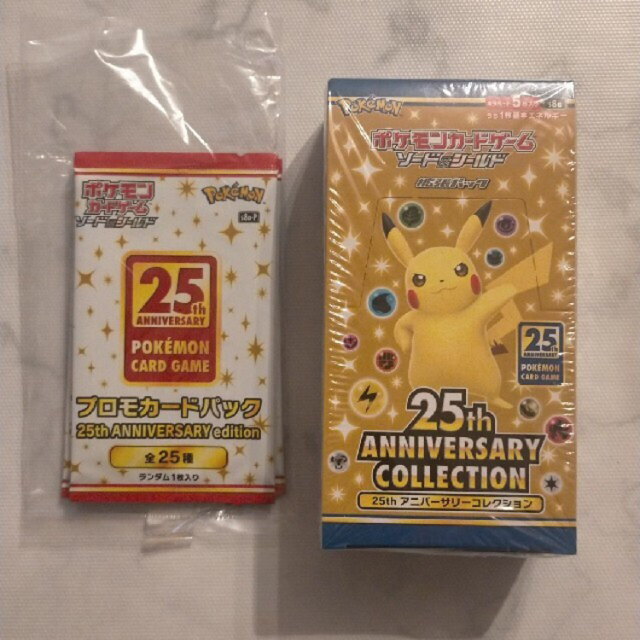 ポケモン
カードゲーム
ソード&シールド
POKÉMON
s8a-P
25th
ANNIVERSARY
POKÉMON
CARD GAME
プロモカードパック
25th ANNIVERSARY edition
全25種
ランダム1枚入り
POKÉMON
s8a
ポケモンカードゲーム
ソード&シールド
拡張パック
25th
ANNIVERSARY
POKÉMON
CARD GAME
25th
ANNIVERSARY
COLLECTION
25th アニバーサリーコレクション